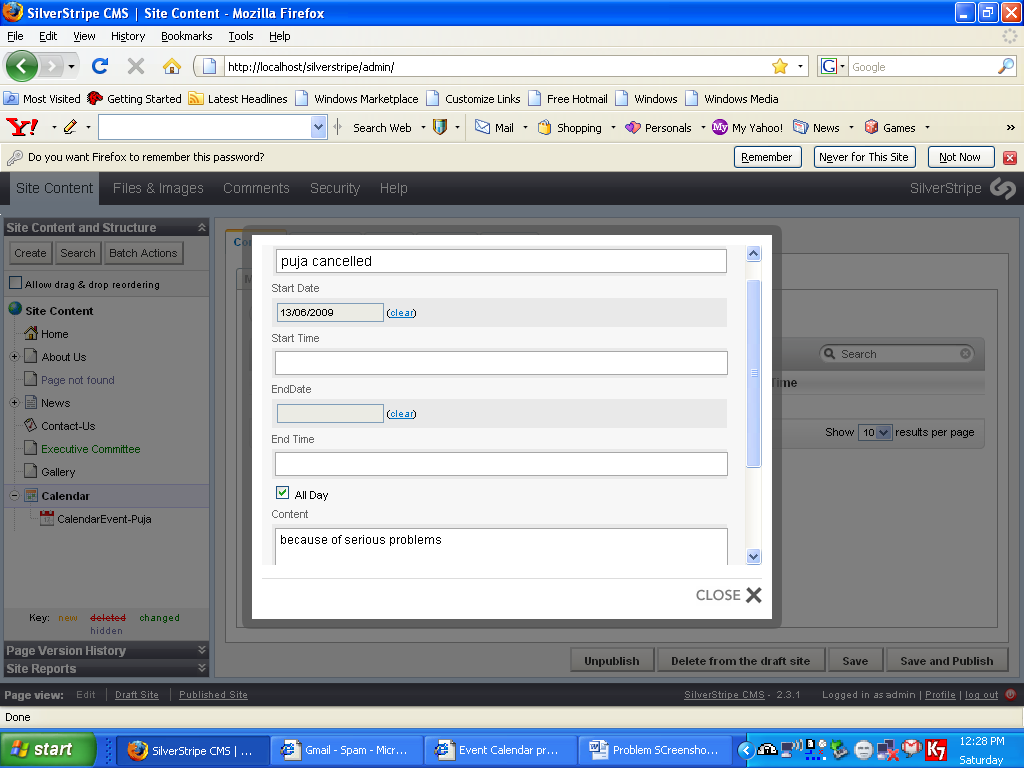 SilverStripe CMS | Site Content - Mozilla Firefox
File Edit View History Bookmarks Tools Help
http://localhost/silverstripe/admin/ G Google
Most Visited Getting Started Latest Headlines Windows Marketplace Customize Links Free Hotmail Windows Windows Media
Y! Search Web Mail Shopping Personals My Yahoo! News Games »
Do you want Firefox to remember this password? Remember Never for This Site Not Now
Site Content Files & Images Comments Security Help SilverStripe
Site Content and Structure
Create Search Batch Actions
Allow drag & drop reordering
Site Content
Home
About Us
Page not found
News
Contact-Us
Executive Committee
Gallery
Calendar
CalendarEvent-Puja
Key: new deleted changed
hidden
Page Version History
Site Reports
puja cancelled
Start Date
13/06/2009 (clear)
Start Time
EndDate
(clear)
End Time
All Day
Content
because of serious problems
CLOSE
Search
Time
Show 10 results per page
Unpublish Delete from the draft site Save Save and Publish
Page view: Edit Draft Site Published Site SilverStripe CMS - 2.3.1 Logged in as admin | Profile | log out
Done
start SilverStripe CMS | ... Gmail - Spam - Micr... Event Calendar pr... Problem SCreensho... K7 12:28 PM
Saturday